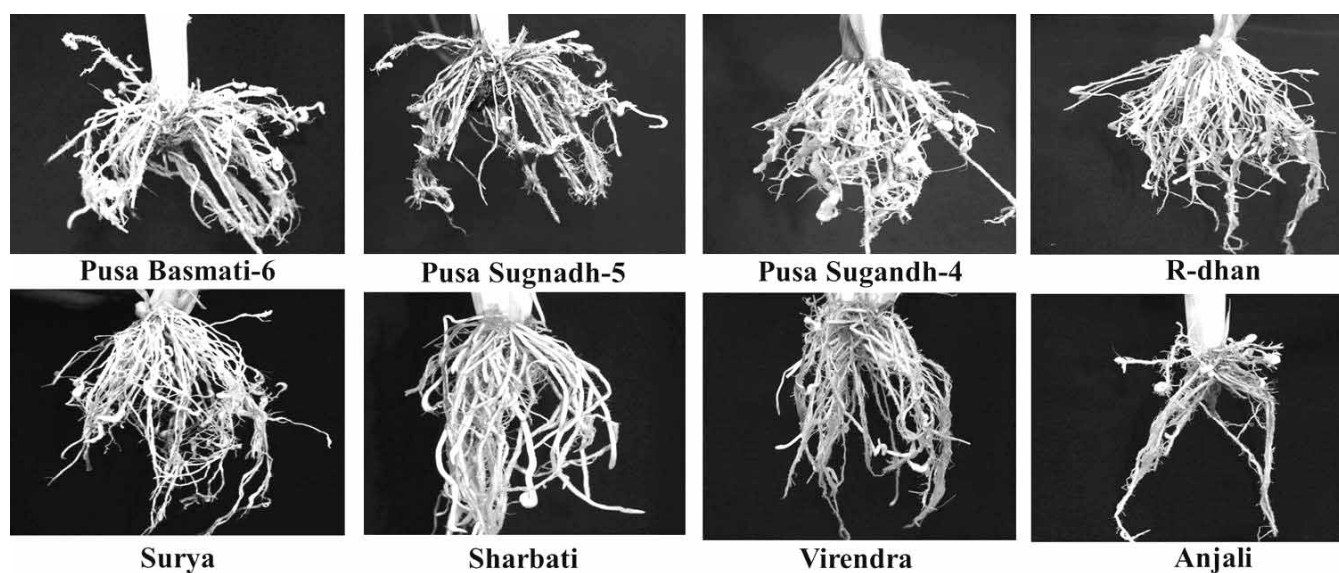 Pusa Basmati-6
Pusa Sugnadh-5
Pusa Sugandh-4
R-dhan
Surya
Sharbati
Virendra
Anjali